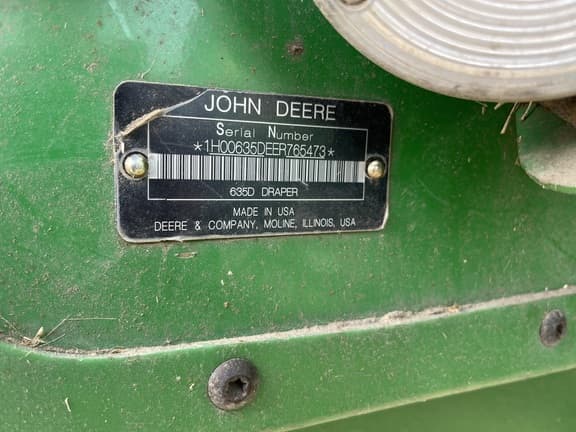 JOHN DEERE
Serial Number
*1H00635DEER765473*
635D DRAPER
MADE IN USA
DEERE & COMPANY, MOLINE, ILLINOIS, USA